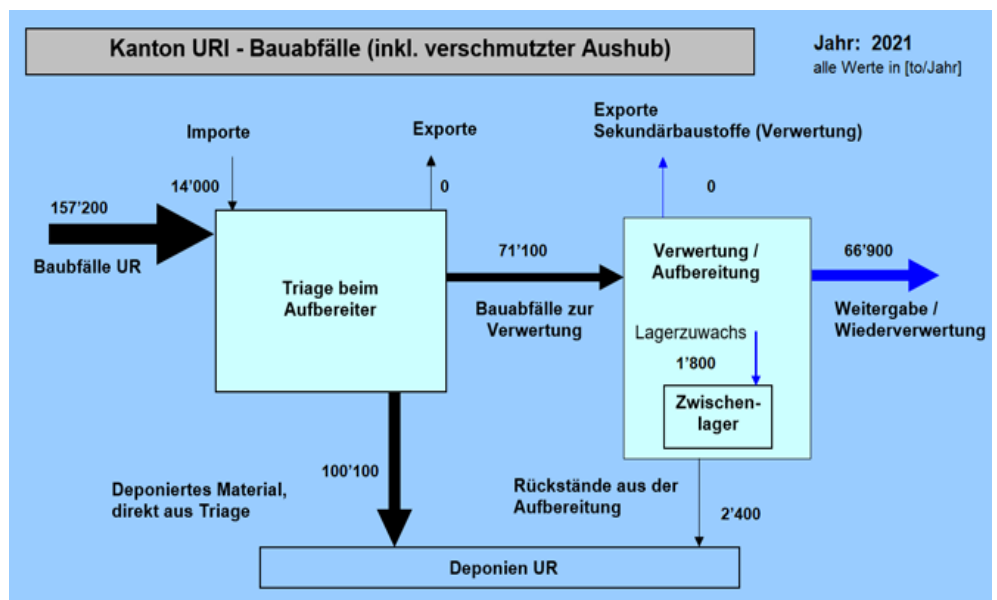 Kanton URI - Bauabfälle (inkl. verschmutzter Aushub)
Jahr: 2021
alle Werte in [to/Jahr]
Importe
Exporte
Exporte
Sekundärbaustoffe (Verwertung)
14'000
0
0
157'200
Baubfälle UR
Triage beim
Aufbereiter
71'100
Bauabfälle zur
Verwertung
Verwertung /
Aufbereitung
66'900
Weitergabe /
Wiederverwertung
Lagerzuwachs
1'800
Zwischen-
lager
100'100
Deponiertes Material,
direkt aus Triage
Rückstände aus der
Aufbereitung
2'400
Deponien UR